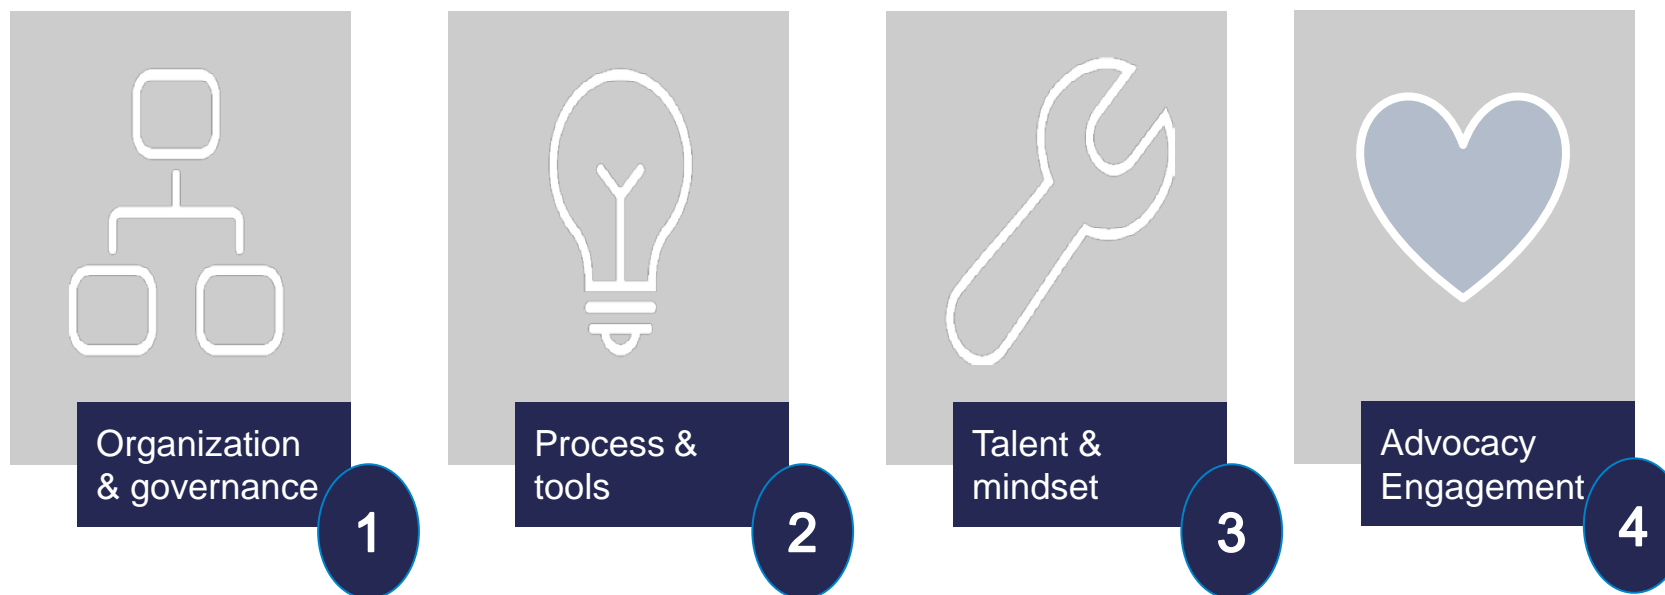 Organization
& governance
1
Process &
tools
2
Talent &
mindset
3
Advocacy
Engagement
4